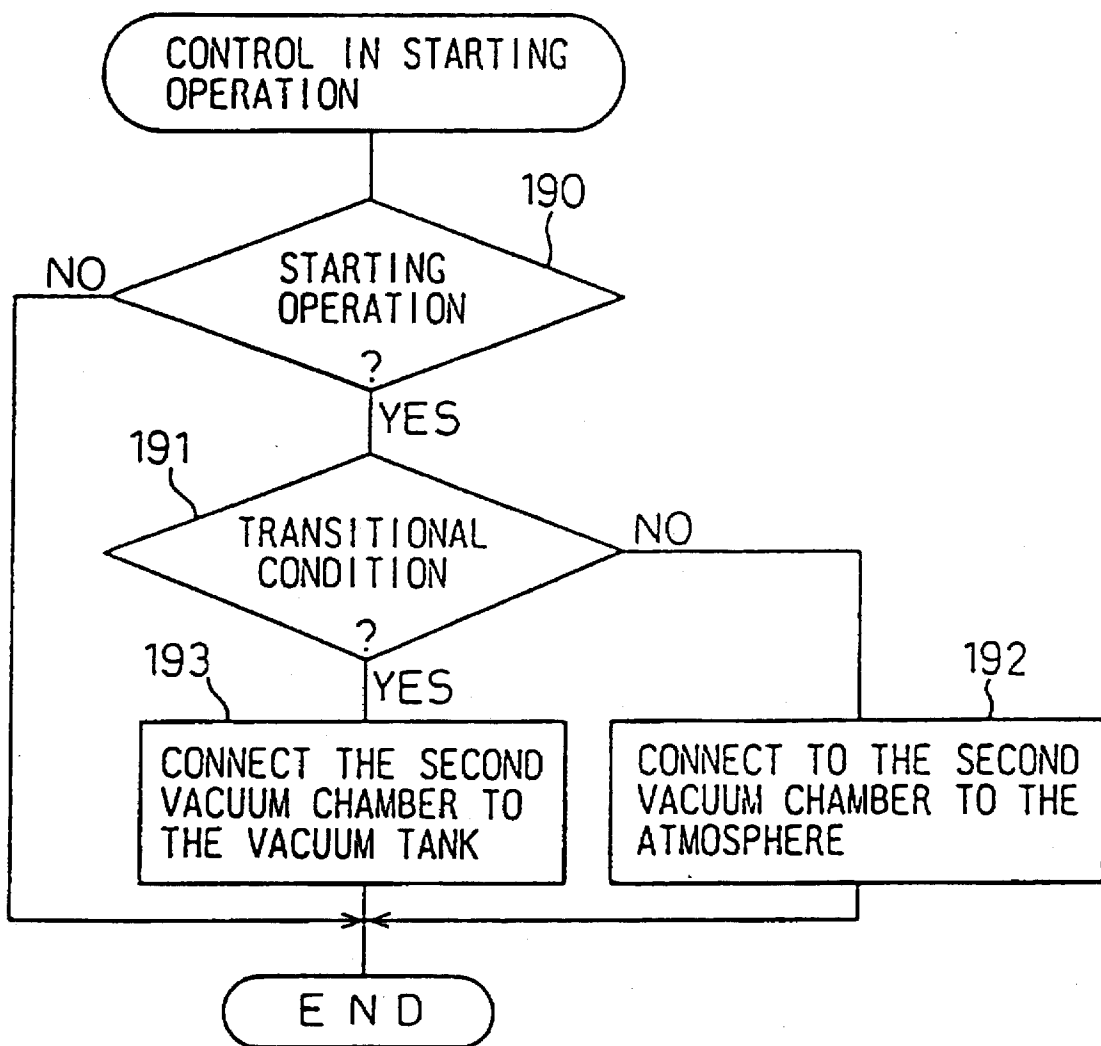 CONTROL IN STARTING
OPERATION
190
NO
STARTING
OPERATION
?
YES
191
TRANSITIONAL
CONDITION
?
NO
193
YES
192
CONNECT THE SECOND
VACUUM CHAMBER TO
THE VACUUM TANK
CONNECT TO THE SECOND
VACUUM CHAMBER TO THE
ATMOSPHERE
END